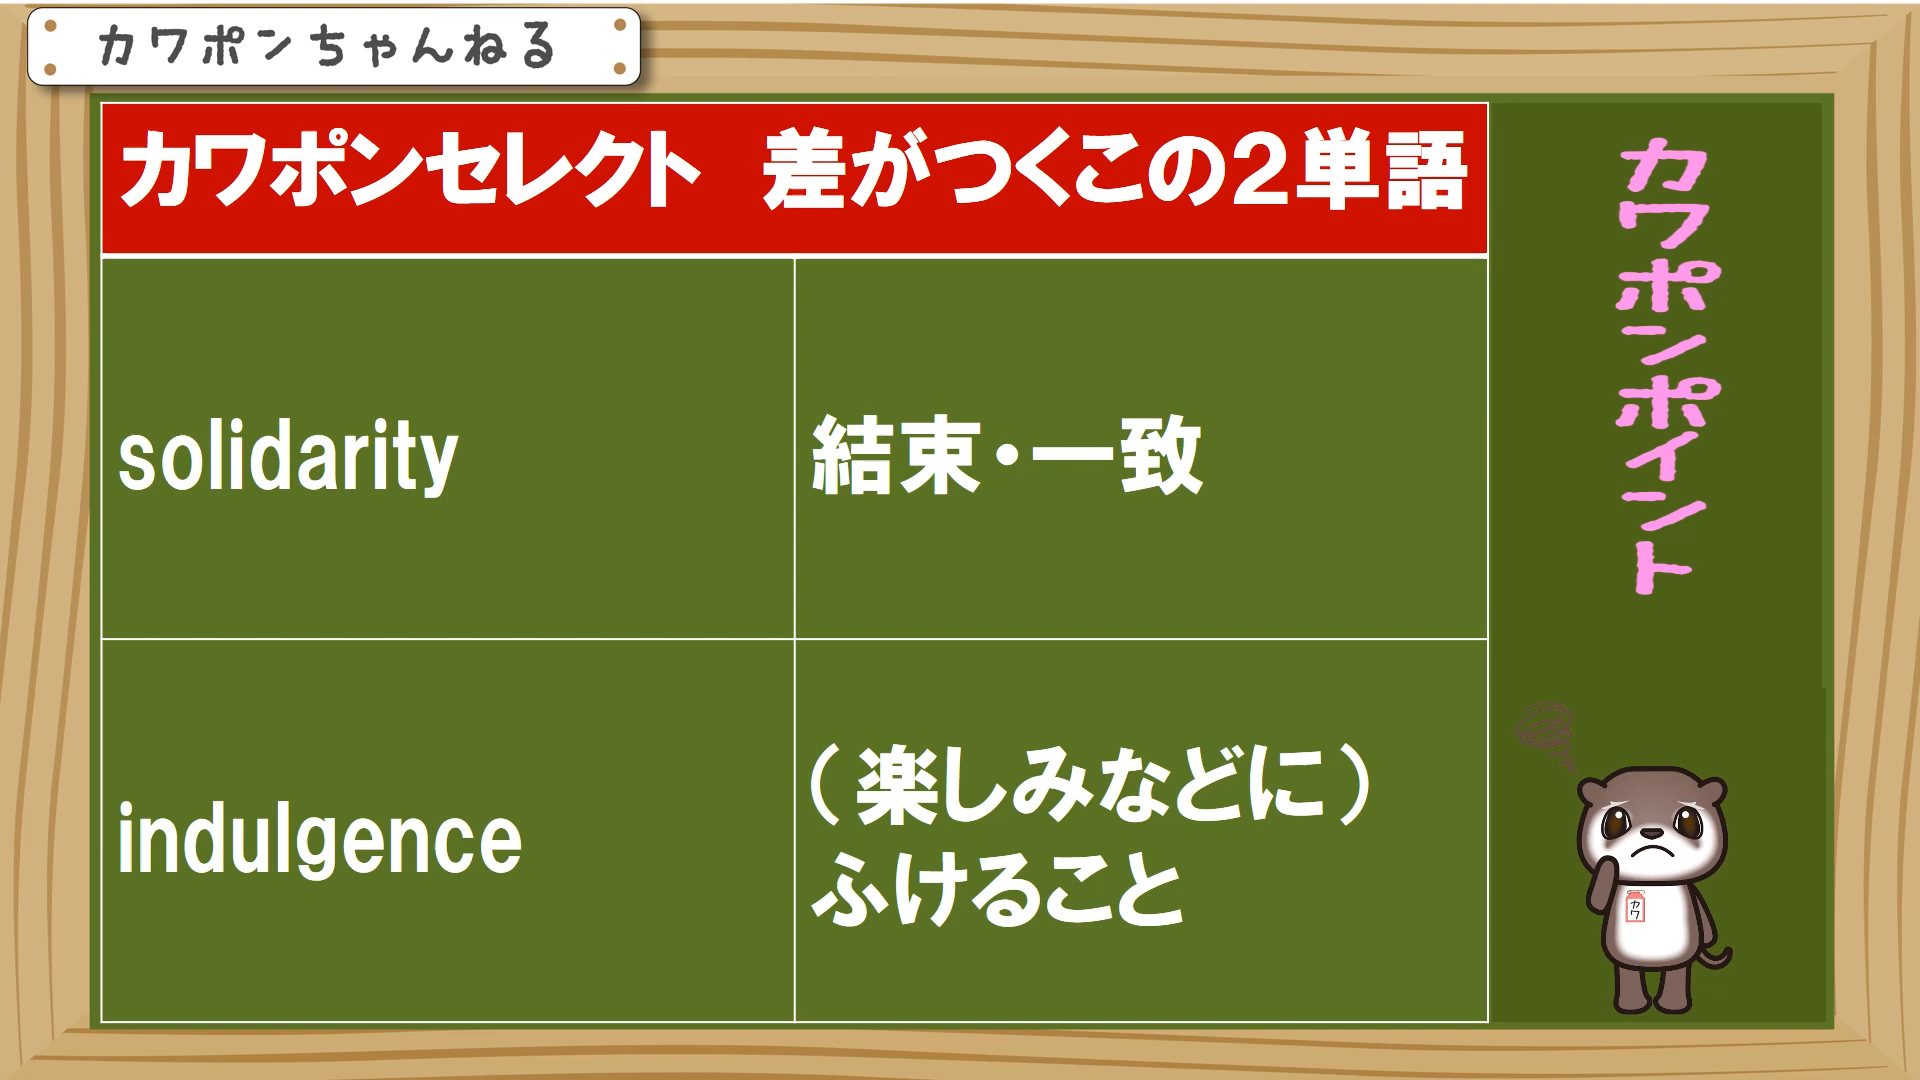 カワポンちゃんねる
カワポンセレクト　差がつくこの２単語
solidarity
結束・一致
indulgence
（楽しみなどに）
ふけること
カワポンポイント
カワ